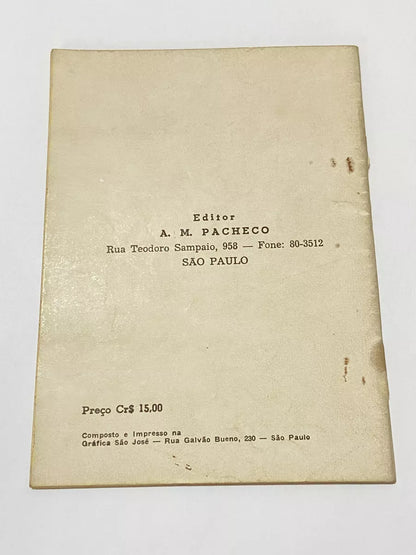 Editor
A. M. PACHECO
Rua Teodoro Sampaio, 958 — Fone: 80-3512
SÃO PAULO
Preço Cr$ 15,00
Composto e Impresso na
Gráfica São José — Rua Galvão Bueno, 230 — São Paulo